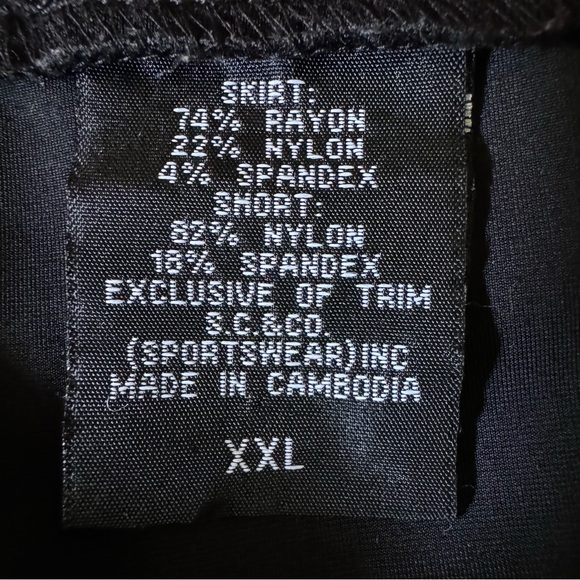 SKIRT:
74% RAYON
22% NYLON
4% SPANDEX
SHORT:
82% NYLON
18% SPANDEX
EXCLUSIVE OF TRIM
S.C.&CO.
(SPORTSWEAR)INC
MADE IN CAMBODIA
XXL